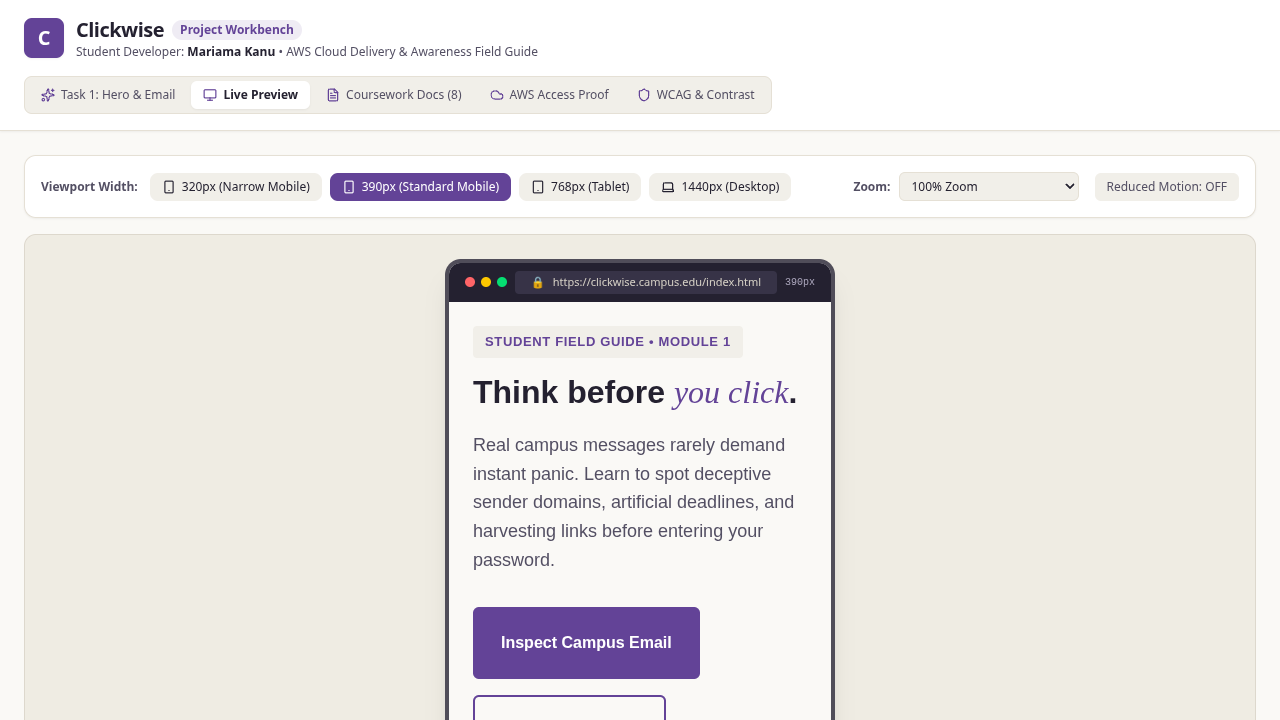 C
Clickwise
Project Workbench
Student Developer: Mariama Kanu • AWS Cloud Delivery & Awareness Field Guide
Task 1: Hero & Email
Live Preview
Coursework Docs (8)
AWS Access Proof
WCAG & Contrast
Viewport Width:
320px (Narrow Mobile)
390px (Standard Mobile)
768px (Tablet)
1440px (Desktop)
Zoom:
100% Zoom
Reduced Motion: OFF
https://clickwise.campus.edu/index.html
390px
STUDENT FIELD GUIDE • MODULE 1
Think before you click.
Real campus messages rarely demand
instant panic. Learn to spot deceptive
sender domains, artificial deadlines, and
harvesting links before entering your
password.
Inspect Campus Email